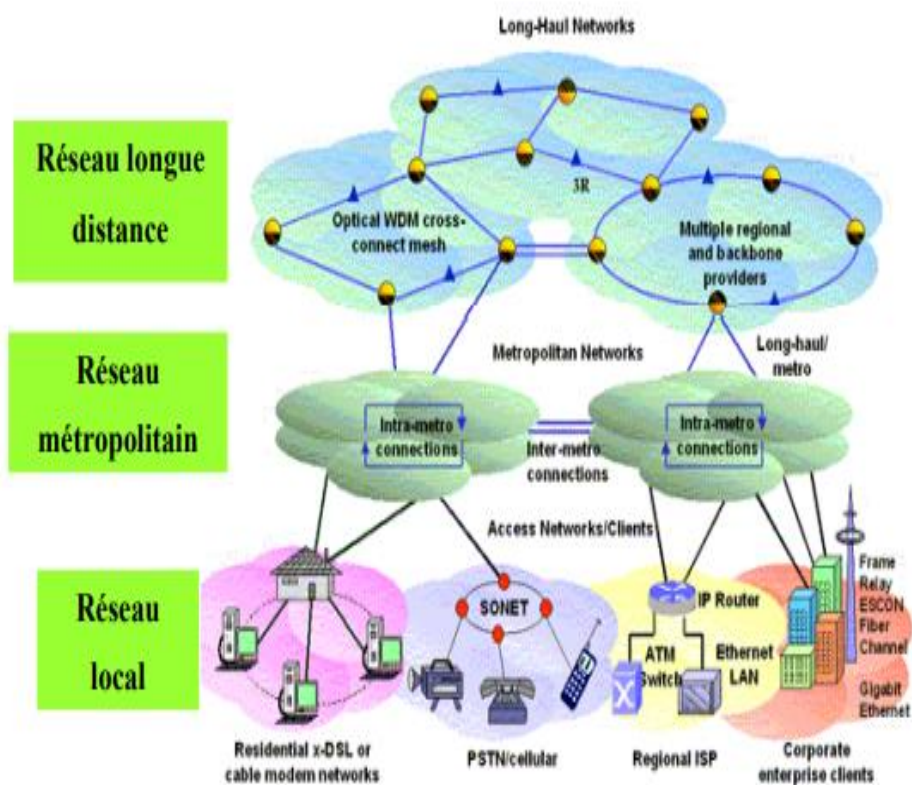 Long-Haul Networks
Réseau longue
distance
3R
Optical WDM cross-
connect mesh
Multiple regional
and backbone
providers
Réseau
métropolitain
Metropolitan Networks
Long-haul/
metro
Intra-metro
connections
Inter-metro
connections
Intra-metro
connections
Access Networks/Clients
Réseau
local
SONET
IP Router
ATM
Switch
Ethernet
LAN
Frame
Relay
ESCON
Fiber
Channel
Gigabit
Ethernet
Residential x-DSL or
cable modem networks
PSTN/cellular
Regional ISP
Corporate
enterprise clients